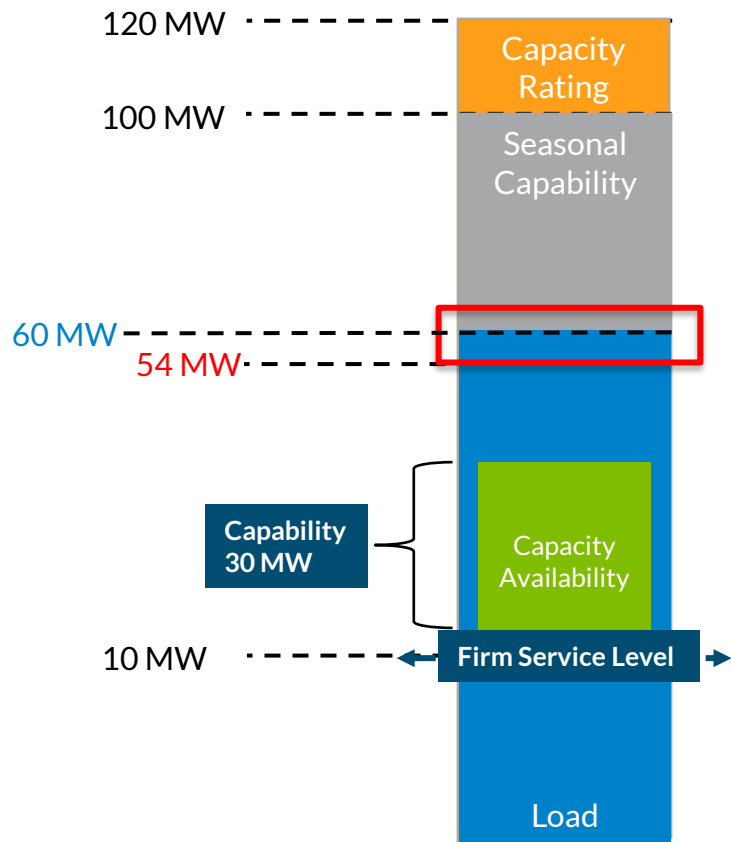 120 MW
Capacity
Rating
100 MW
Seasonal
Capability
60 MW
54 MW
Capability
30 MW
Capacity
Availability
10 MW
Firm Service Level
Load